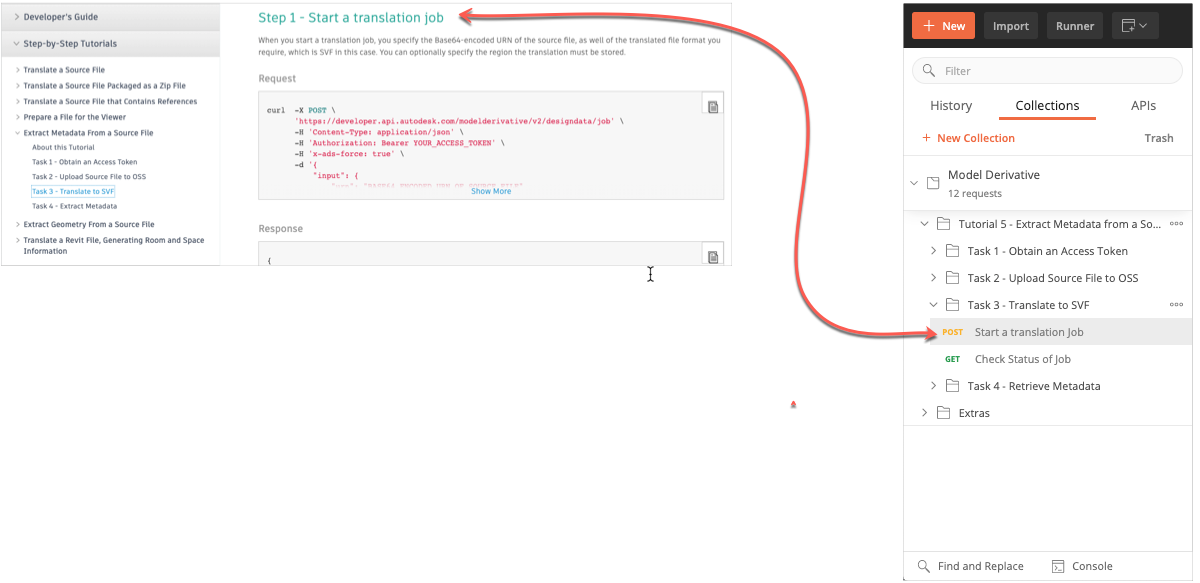 Developer's Guide
Step-by-Step Tutorials
Translate a Source File
Translate a Source File Packaged as a Zip File
Translate a Source File that Contains References
Prepare a File for the Viewer
Extract Metadata From a Source File
About this Tutorial
Task 1 - Obtain an Access Token
Task 2 - Upload Source File to OSS
Task 3 - Translate to SVF
Task 4 - Extract Metadata
Extract Geometry From a Source File
Translate a Revit File, Generating Room and Space
Information
Step 1 - Start a translation job
When you start a translation job, you specify the Base64-encoded URN of the source file, as well of the translated file format you
require, which is SVF in this case. You can optionally specify the region the translation must be stored.
Request
curl -X POST \
'https://developer.api.autodesk.com/modelderivative/v2/designdata/job' \
-H 'Content-Type: application/json' \
-H 'Authorization: Bearer YOUR_ACCESS_TOKEN' \
-H 'x-ads-force: true' \
-d '{
"input": {
Show More
Response
{
+ New
Import
Runner
Filter
History
Collections
APIs
+ New Collection
Trash
Model Derivative
12 requests
Tutorial 5 - Extract Metadata from a So...
Task 1 - Obtain an Access Token
Task 2 - Upload Source File to OSS
Task 3 - Translate to SVF
POST Start a translation Job
GET Check Status of Job
Task 4 - Retrieve Metadata
Extras
Find and Replace
Console